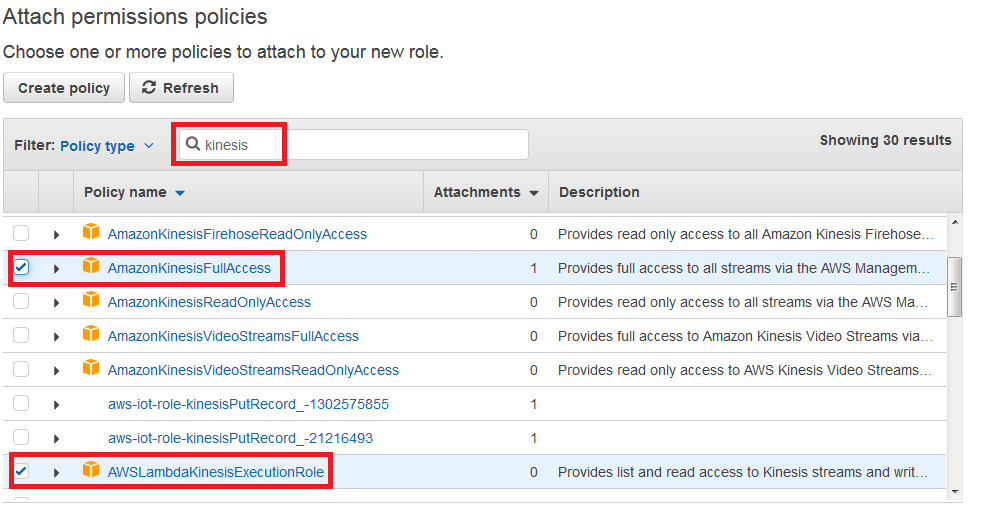 Attach permissions policies
Choose one or more policies to attach to your new role.
Create policy Refresh
Filter: Policy type kinesis Showing 30 results
Policy name Attachments Description
AmazonKinesisFirehoseReadOnlyAccess 0 Provides read only access to all Amazon Kinesis Firehose…
AmazonKinesisFullAccess 1 Provides full access to all streams via the AWS Managem…
AmazonKinesisReadOnlyAccess 0 Provides read only access to all streams via the AWS Ma…
AmazonKinesisVideoStreamsFullAccess 0 Provides full access to Amazon Kinesis Video Streams via…
AmazonKinesisVideoStreamsReadOnlyAccess 0 Provides read only access to AWS Kinesis Video Streams…
aws-iot-role-kinesisPutRecord_-1302575855 1
aws-iot-role-kinesisPutRecord_-21216493 1
AWSLambdaKinesisExecutionRole 0 Provides list and read access to Kinesis streams and writ…